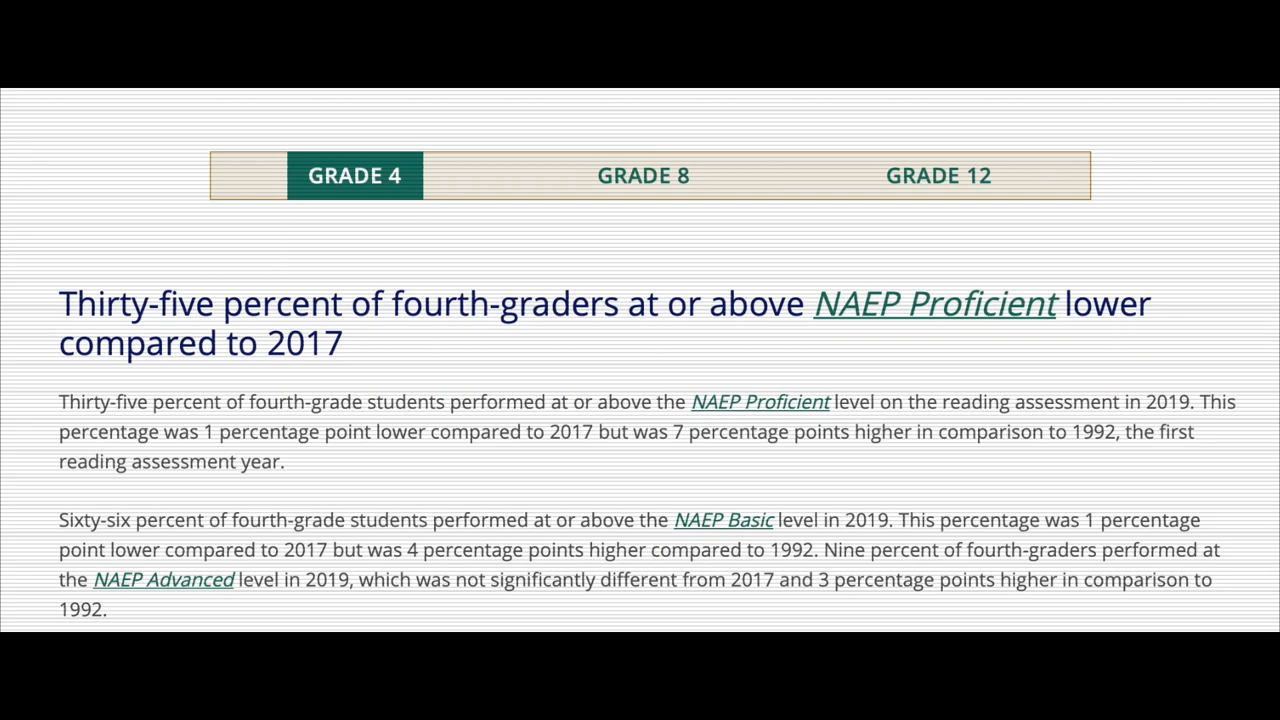 GRADE 4 GRADE 8 GRADE 12
Thirty-five percent of fourth-graders at or above NAEP Proficient lower
compared to 2017
Thirty-five percent of fourth-grade students performed at or above the NAEP Proficient level on the reading assessment in 2019. This
percentage was 1 percentage point lower compared to 2017 but was 7 percentage points higher in comparison to 1992, the first
reading assessment year.
Sixty-six percent of fourth-grade students performed at or above the NAEP Basic level in 2019. This percentage was 1 percentage
point lower compared to 2017 but was 4 percentage points higher compared to 1992. Nine percent of fourth-graders performed at
the NAEP Advanced level in 2019, which was not significantly different from 2017 and 3 percentage points higher in comparison to
1992.